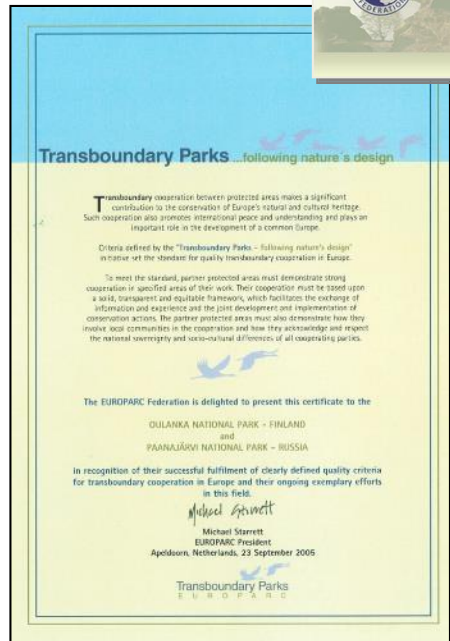 FEDERATION
Transboundary Parks ...following nature's design
Transboundary cooperation between protected areas makes a significant
contribution to the conservation of Europe's natural and cultural heritage.
Such cooperation also promotes international peace and understanding and plays an
important role in the development of a common Europe.
Criteria defined by the "Transboundary Parks - following nature's design"
initiative set the standard for quality transboundary cooperation in Europe.
To meet the standard, partner protected areas must demonstrate strong
cooperation in specified areas of their work. Their cooperation must be based upon
a solid, transparent and equitable framework, which facilitates the exchange of
information and experience and the joint development and implementation of
conservation actions. The partner protected areas must also demonstrate how they
involve local communities in the cooperation and how they acknowledge and respect
the national sovereignty and socio-cultural differences of all cooperating parties.
The EUROPARC Federation is delighted to present this certificate to the
OULANKA NATIONAL PARK - FINLAND
and
PAANAJÄRVI NATIONAL PARK - RUSSIA
in recognition of their successful fulfilment of clearly defined quality criteria
for transboundary cooperation in Europe and their ongoing exemplary efforts
in this field.
Michael Starrett
Michael Starrett
EUROPARC President
Apeldoorn, Netherlands, 23 September 2005
Transboundary Parks
EUROPARC